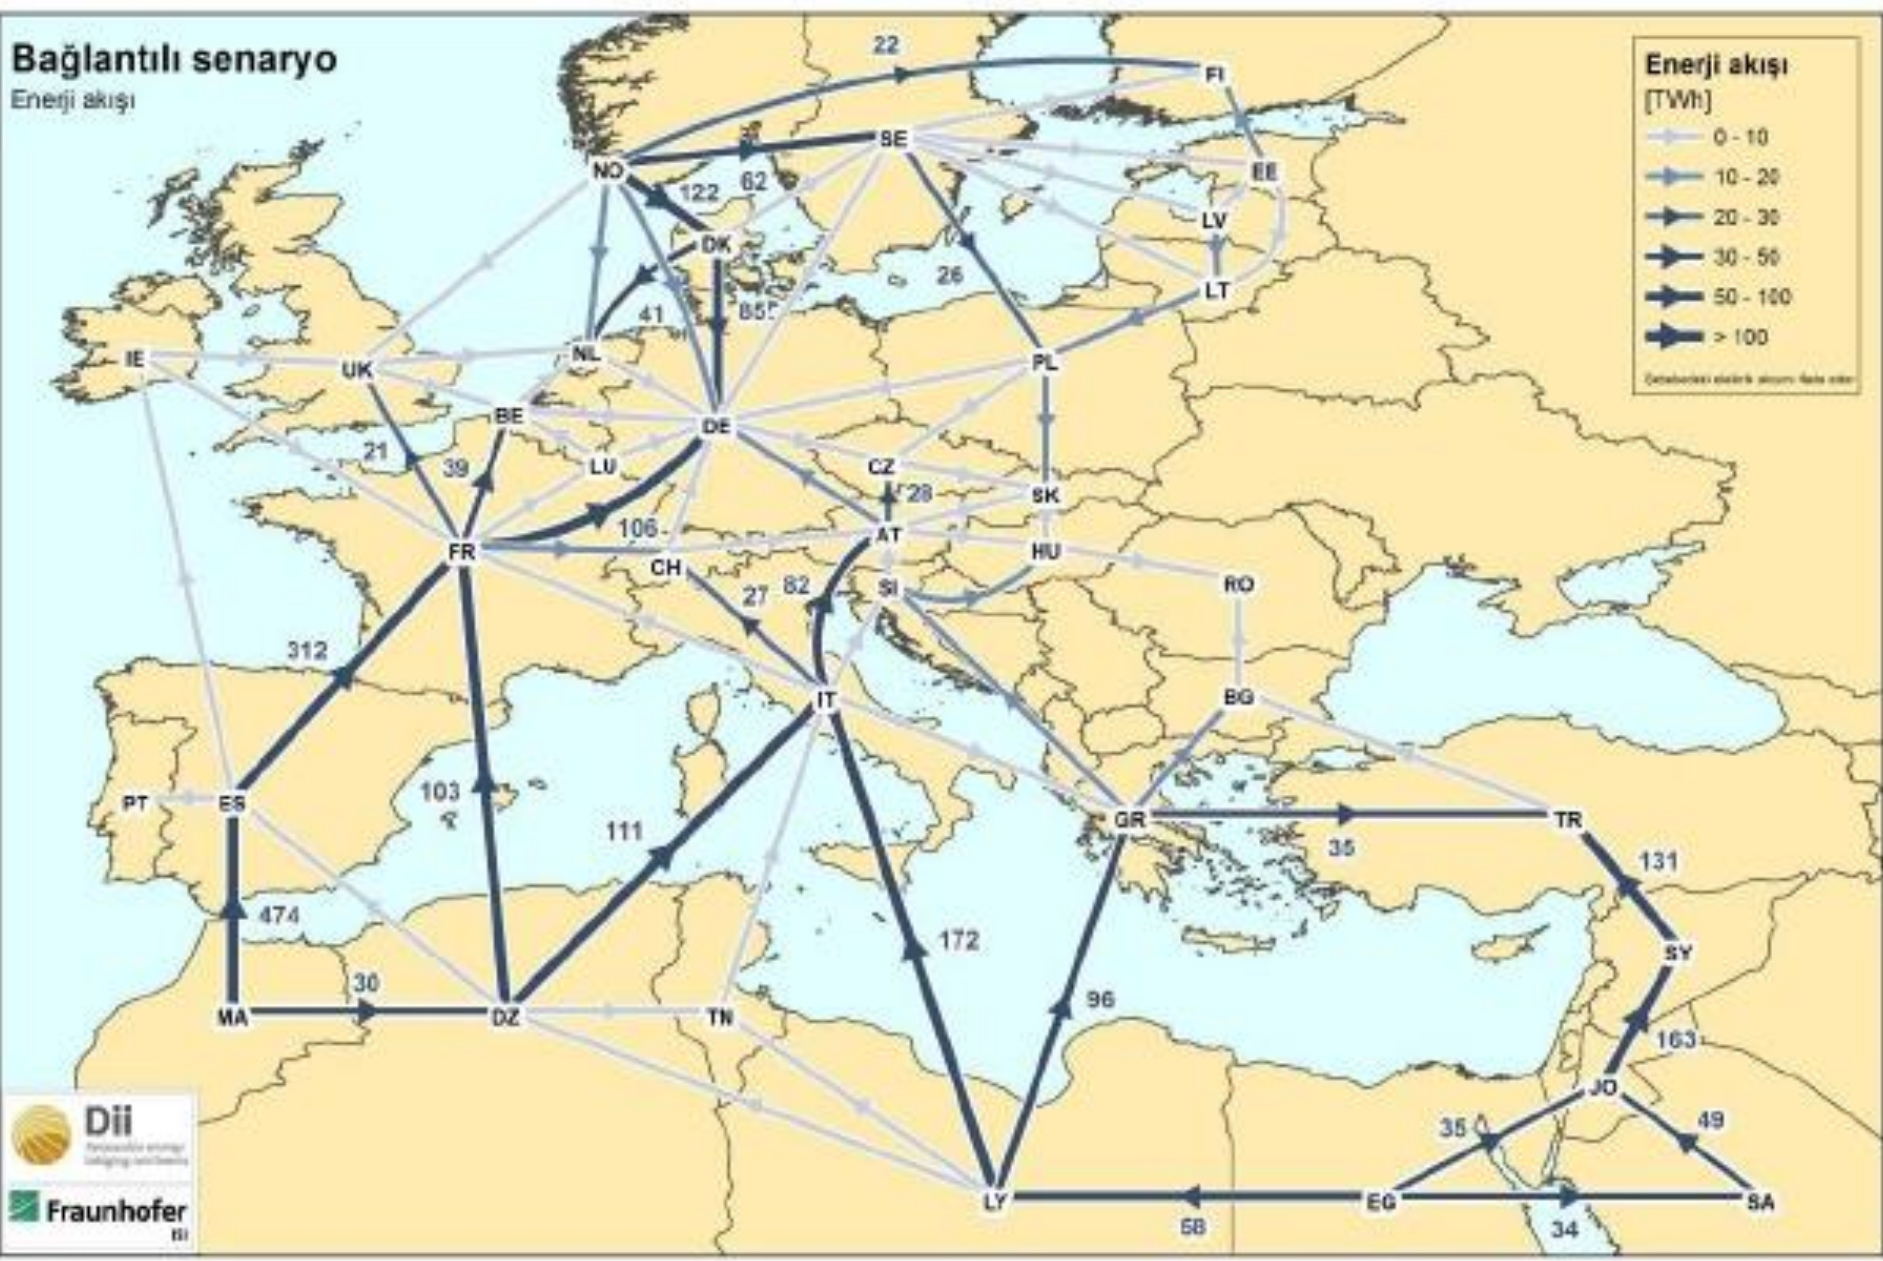 Bağlantılı senaryo
Enerji akışı
Enerji akışı
[TWh]
0 - 10
10 - 20
20 - 30
30 - 50
50 - 100
> 100
22
FI
SE
NO
62
122
EE
LV
DK
26
LT
41
IE
UK
NL
PL
BE
DE
21
39
LU
CZ
28
SK
106
FR
AT
HU
CH
27
82
SI
RO
312
IT
BG
PT
ES
103
111
GR
TR
35
131
474
172
SY
30
96
MA
DZ
TN
163
JO
35
49
LY
EG
SA
68
34
Dii
Fraunhofer
ISI